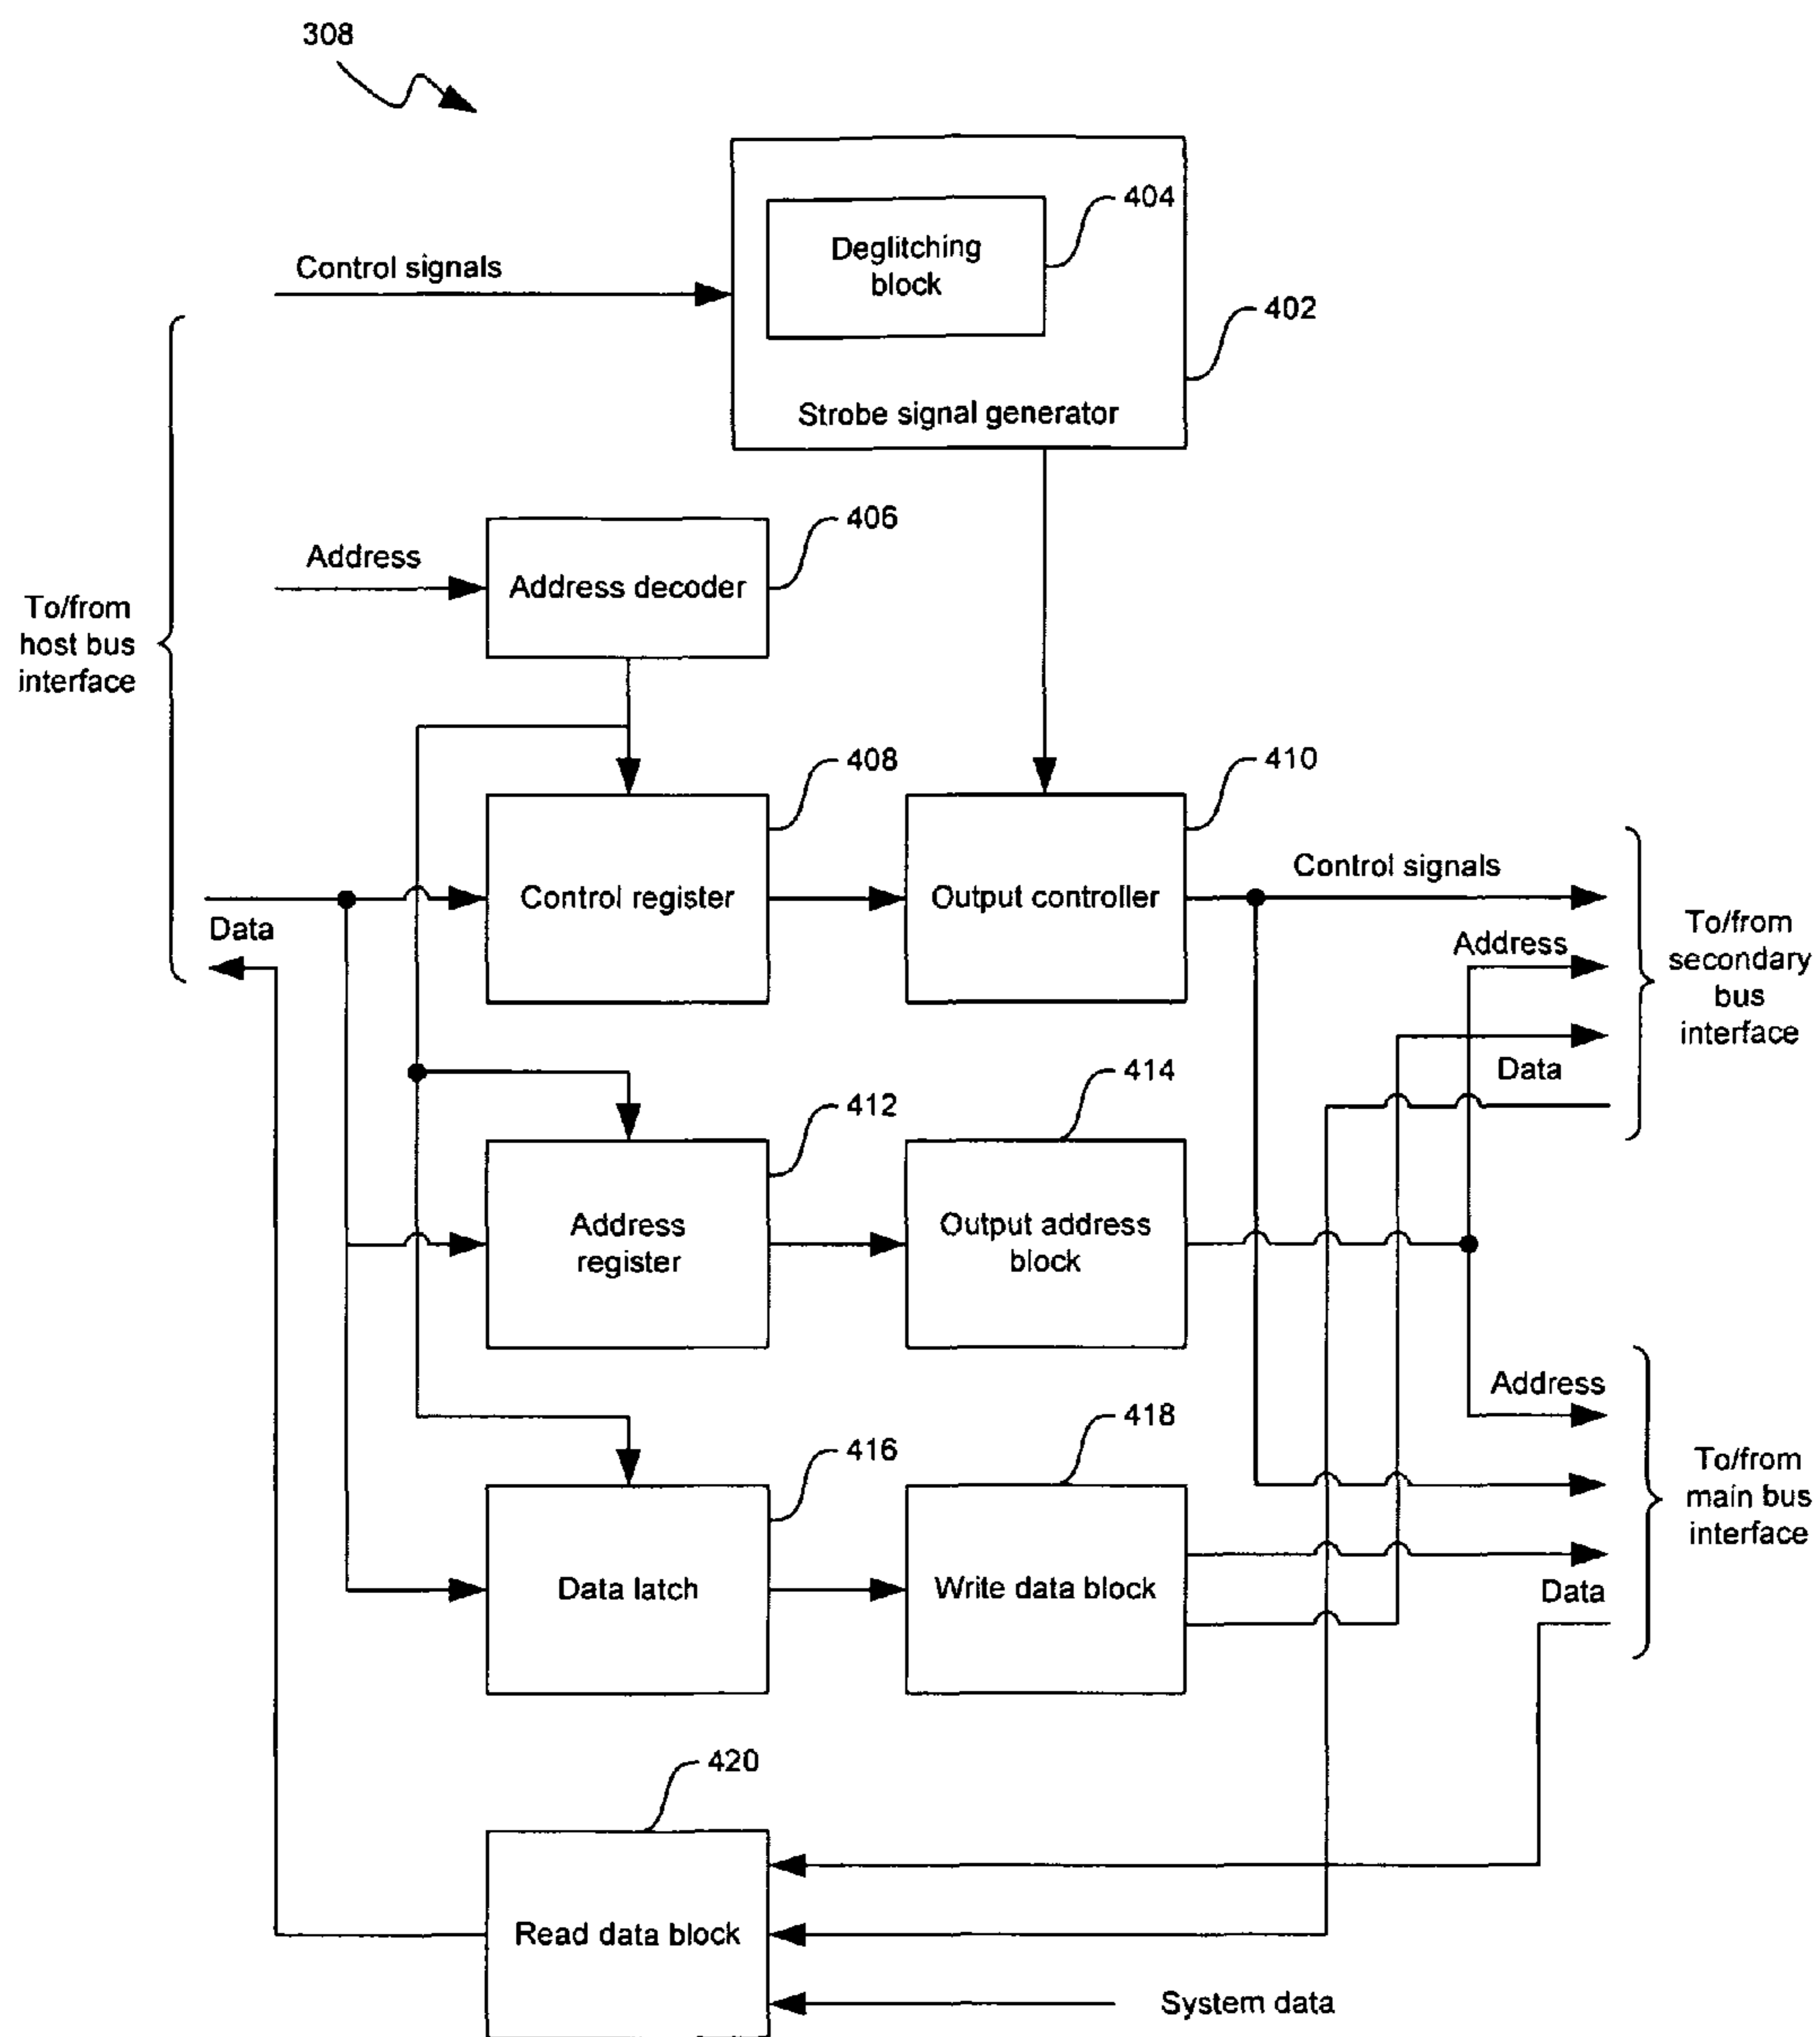 308
404
Deglitching
block
Control signals
402
Strobe signal generator
406
Address
Address decoder
To/from
host bus
interface
408
410
Control signals
Control register
Output controller
Data
To/from
secondary
bus
interface
Address
Data
414
412
Address
register
Output address
block
Address
418
416
To/from
main bus
interface
Data latch
Write data block
Data
420
Read data block
System data